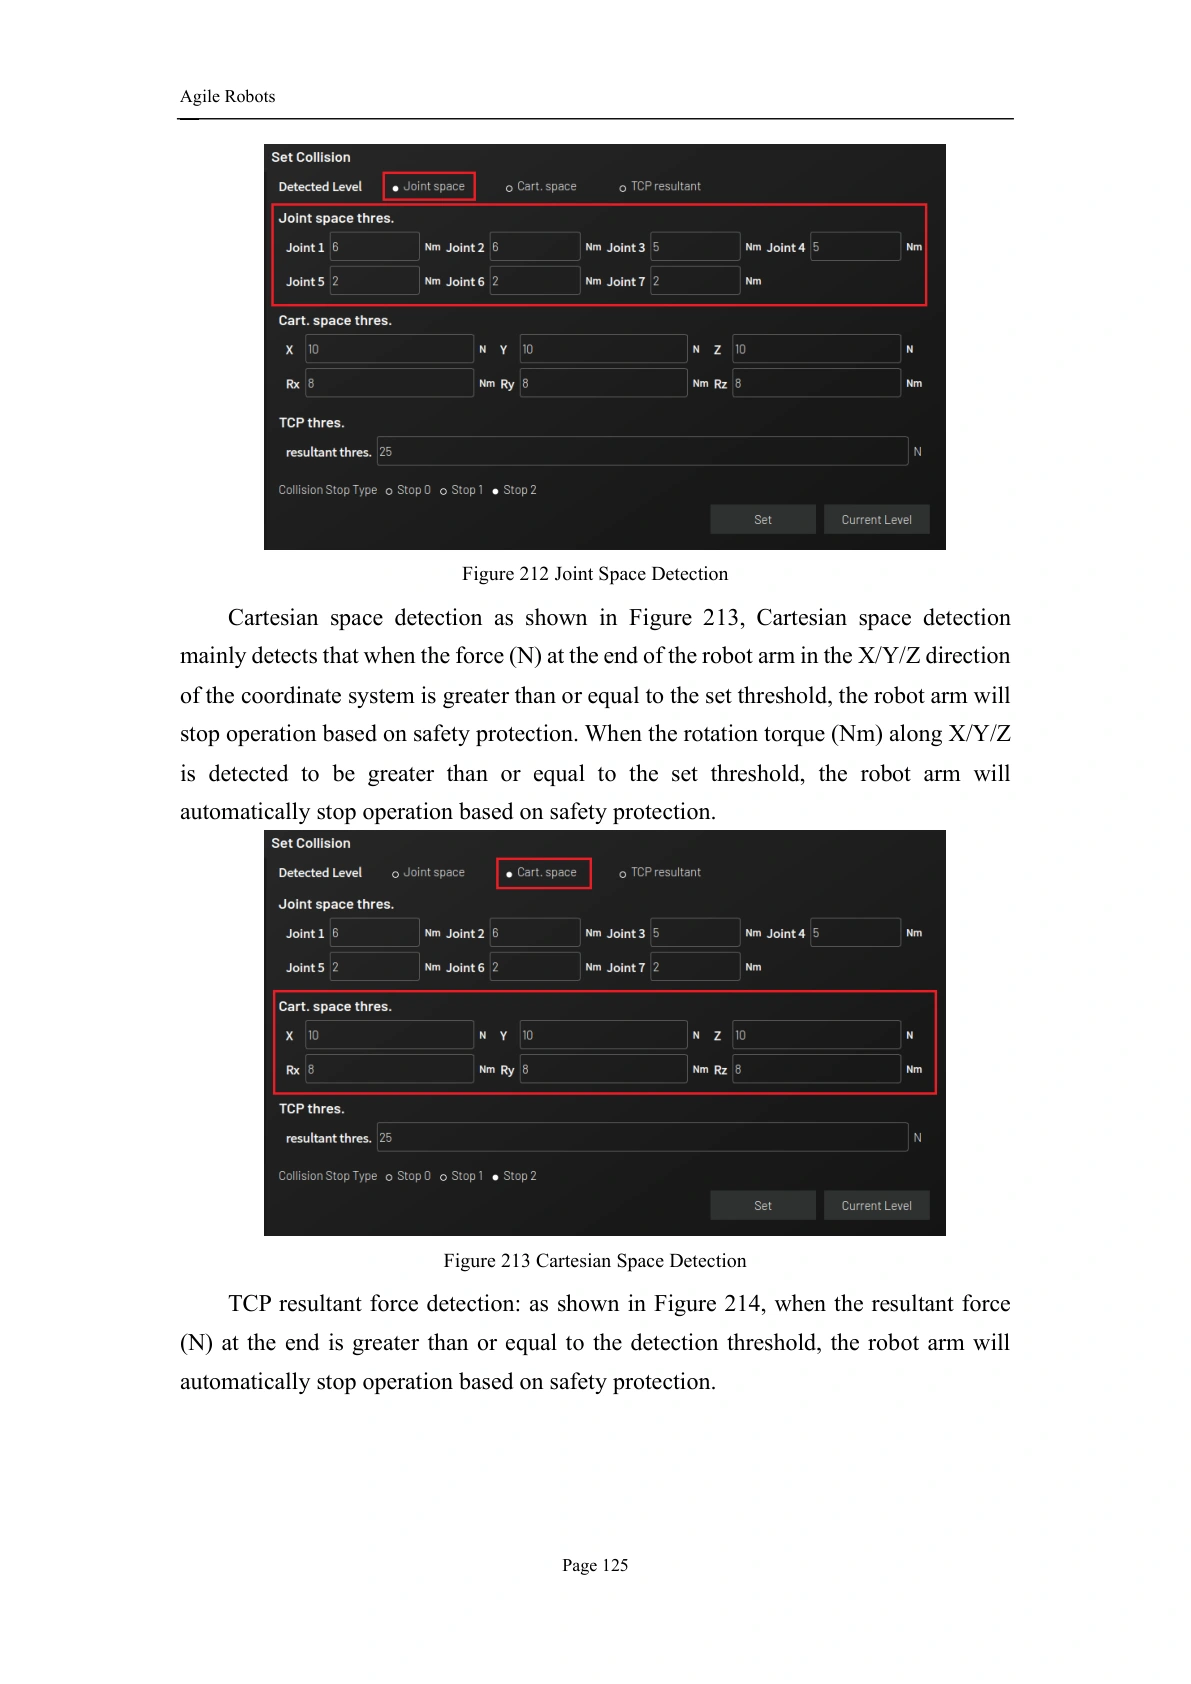 Agile Robots
Set Collision
Detected Level Joint space Cart. space TCP resultant
Joint space thres.
Joint 1 6 Nm Joint 2 6 Nm Joint 3 5 Nm Joint 4 5 Nm
Joint 5 2 Nm Joint 6 2 Nm Joint 7 2 Nm
Cart. space thres.
X 10 N Y 10 N Z 10 N
Rx 8 Nm Ry 8 Nm Rz 8 Nm
TCP thres.
resultant thres. 25 N
Collision Stop Type Stop 0 Stop 1 Stop 2
Set Current Level
Figure 212 Joint Space Detection
Cartesian space detection as shown in Figure 213, Cartesian space detection
mainly detects that when the force (N) at the end of the robot arm in the X/Y/Z direction
of the coordinate system is greater than or equal to the set threshold, the robot arm will
stop operation based on safety protection. When the rotation torque (Nm) along X/Y/Z
is detected to be greater than or equal to the set threshold, the robot arm will
automatically stop operation based on safety protection.
Set Collision
Detected Level Joint space Cart. space TCP resultant
Joint space thres.
Joint 1 6 Nm Joint 2 6 Nm Joint 3 5 Nm Joint 4 5 Nm
Joint 5 2 Nm Joint 6 2 Nm Joint 7 2 Nm
Cart. space thres.
X 10 N Y 10 N Z 10 N
Rx 8 Nm Ry 8 Nm Rz 8 Nm
TCP thres.
resultant thres. 25 N
Collision Stop Type Stop 0 Stop 1 Stop 2
Set Current Level
Figure 213 Cartesian Space Detection
TCP resultant force detection: as shown in Figure 214, when the resultant force
(N) at the end is greater than or equal to the detection threshold, the robot arm will
automatically stop operation based on safety protection.
Page 125